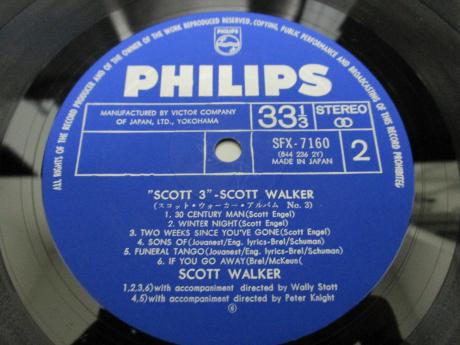 ALL RIGHTS OF THE RECORD PRODUCER AND OF THE OWNER OF THE WORK REPRODUCED RESERVED, COPYING, PUBLIC PERFORMANCE AND BROADCASTING OF THIS RECORD PROHIBITED
PHILIPS
PHILIPS
MANUFACTURED BY VICTOR COMPANY
OF JAPAN, LTD., YOKOHAMA
33 1/3
STEREO
SFX-7160
(844 236 2Y)
MADE IN JAPAN
2
"SCOTT 3"-SCOTT WALKER
(スコット・ウォーカー・アルバム No. 3)
1. 30 CENTURY MAN(Scott Engel)
2. WINTER NIGHT(Scott Engel)
3. TWO WEEKS SINCE YOU'VE GONE(Scott Engel)
4. SONS OF(Jouanest/Eng. lyrics-Brel/Schuman)
5. FUNERAL TANGO(Jouanest/Eng. lyrics-Brel/Schuman)
6. IF YOU GO AWAY(Brel/McKeun(
SCOTT WALKER
1,2,3,6)with accompaniment directed by Wally Stott
4,5)with accompaniment directed by Peter Knight